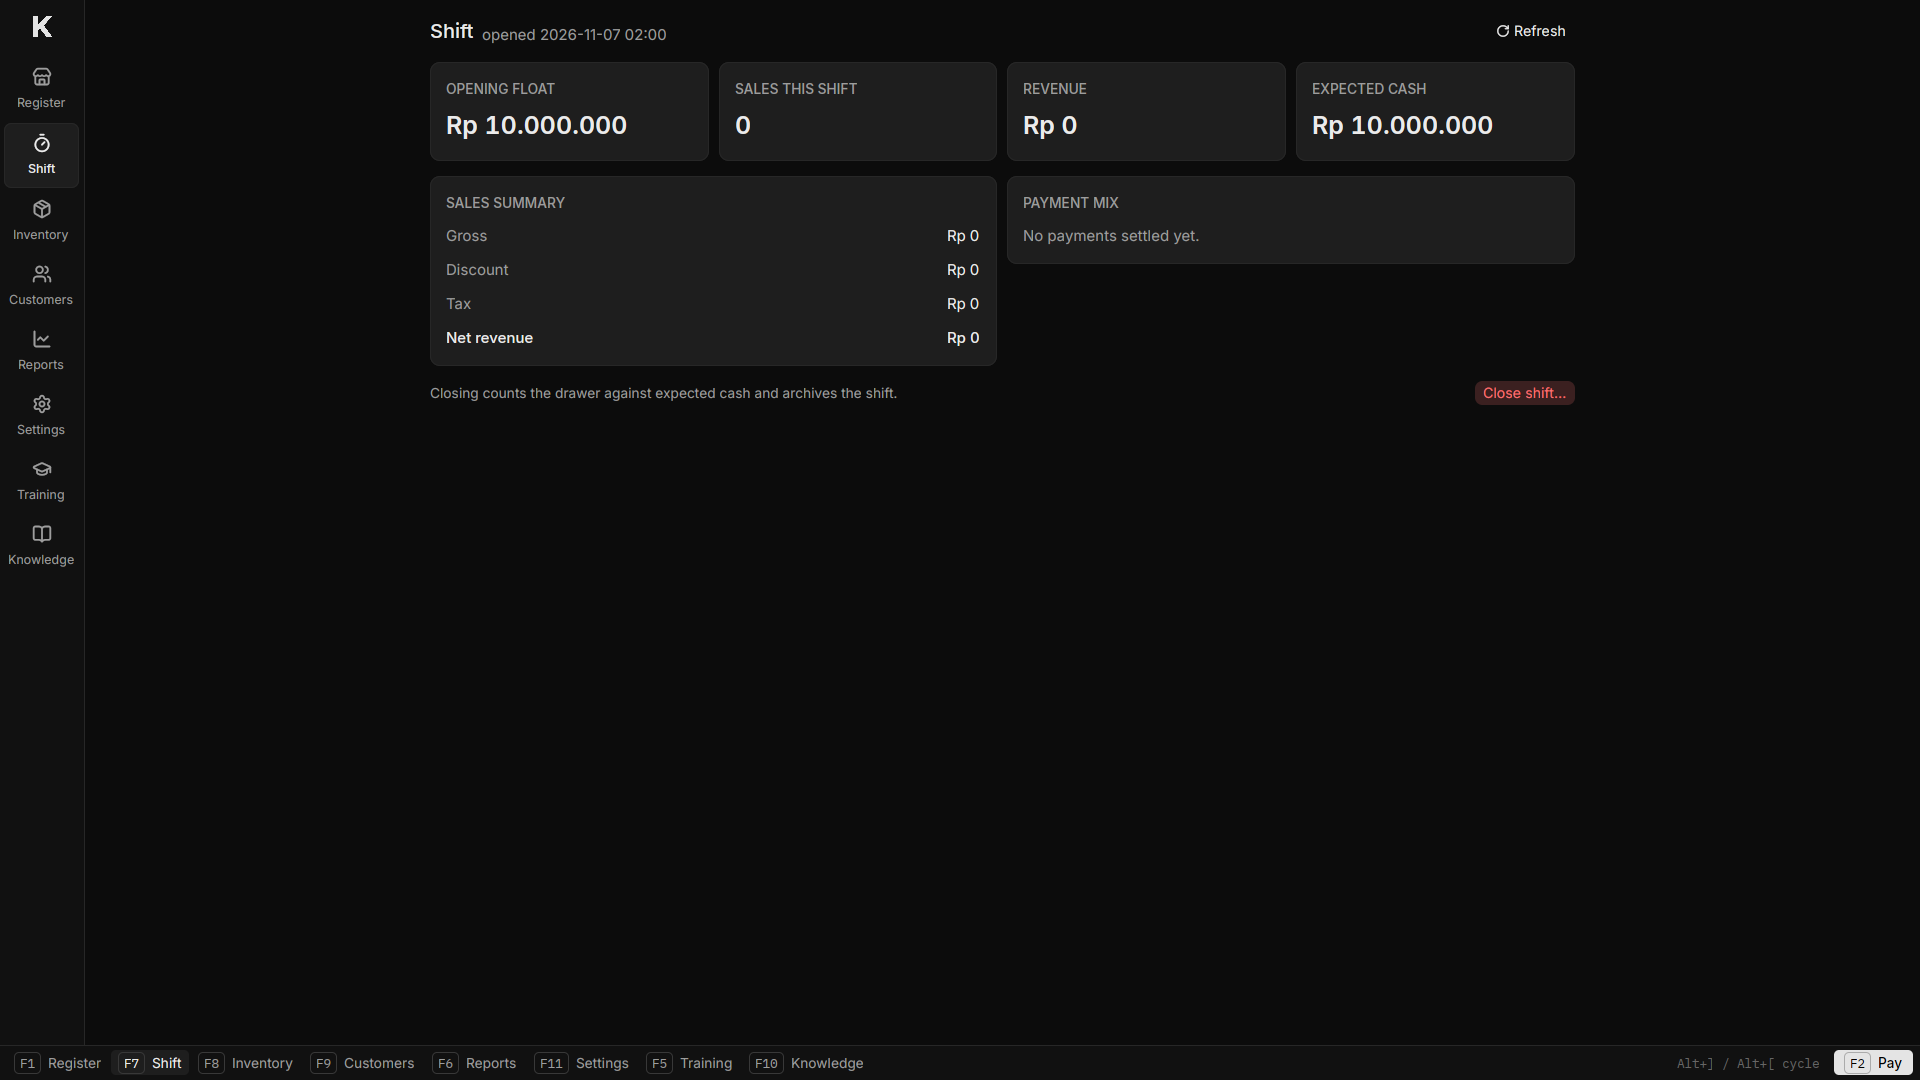 K
Register
Shift
Inventory
Customers
Reports
Settings
Training
Knowledge
Shift opened 2026-11-07 02:00
Refresh
OPENING FLOAT
Rp 10.000.000
SALES THIS SHIFT
0
REVENUE
Rp 0
EXPECTED CASH
Rp 10.000.000
SALES SUMMARY
Gross Rp 0
Discount Rp 0
Tax Rp 0
Net revenue Rp 0
PAYMENT MIX
No payments settled yet.
Closing counts the drawer against expected cash and archives the shift.
Close shift...
F1 Register F7 Shift F8 Inventory F9 Customers F6 Reports F11 Settings F5 Training F10 Knowledge Alt+] / Alt+[ cycle F2 Pay